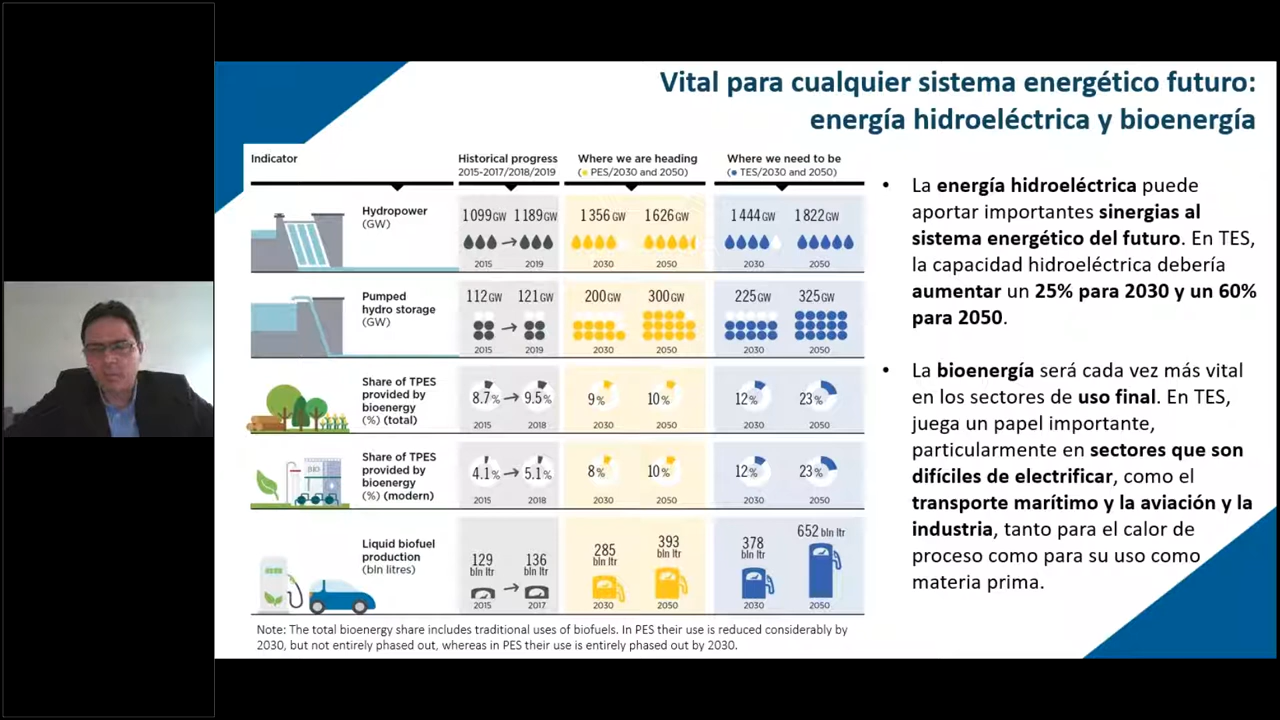 Vital para cualquier sistema energético futuro:
energía hidroeléctrica y bioenergía
Indicator
Historical progress
2015-2017/2018/2019
Where we are heading
(● PES/2030 and 2050)
Where we need to be
(● TES/2030 and 2050)
Hydropower
(GW)
1 099 GW 1 189 GW 1 356 GW 1 626 GW 1 444 GW 1 822 GW
2015 2019 2030 2050 2030 2050
Pumped
hydro storage
(GW)
112 GW 121 GW 200 GW 300 GW 225 GW 325 GW
2015 2019 2030 2050 2030 2050
Share of TPES
provided by
bioenergy
(%) (total)
8.7% → 9.5% 9% 10% 12% 23%
2015 2018 2030 2050 2030 2050
Share of TPES
provided by
bioenergy
(%) (modern)
BIO
4.1% → 5.1% 8% 10% 12% 23%
2015 2018 2030 2050 2030 2050
Liquid biofuel
production
(bln litres)
129 bln ltr 136 bln ltr 285 bln ltr 393 bln ltr 378 bln ltr 652 bln ltr
2015 2017 2030 2050 2030 2050
Note: The total bioenergy share includes traditional uses of biofuels. In PES their use is reduced considerably by
2030, but not entirely phased out, whereas in PES their use is entirely phased out by 2030.
• La energía hidroeléctrica puede
aportar importantes sinergias al
sistema energético del futuro. En TES,
la capacidad hidroeléctrica debería
aumentar un 25% para 2030 y un 60%
para 2050.
• La bioenergía será cada vez más vital
en los sectores de uso final. En TES,
juega un papel importante,
particularmente en sectores que son
difíciles de electrificar, como el
transporte marítimo y la aviación y la
industria, tanto para el calor de
proceso como para su uso como
materia prima.